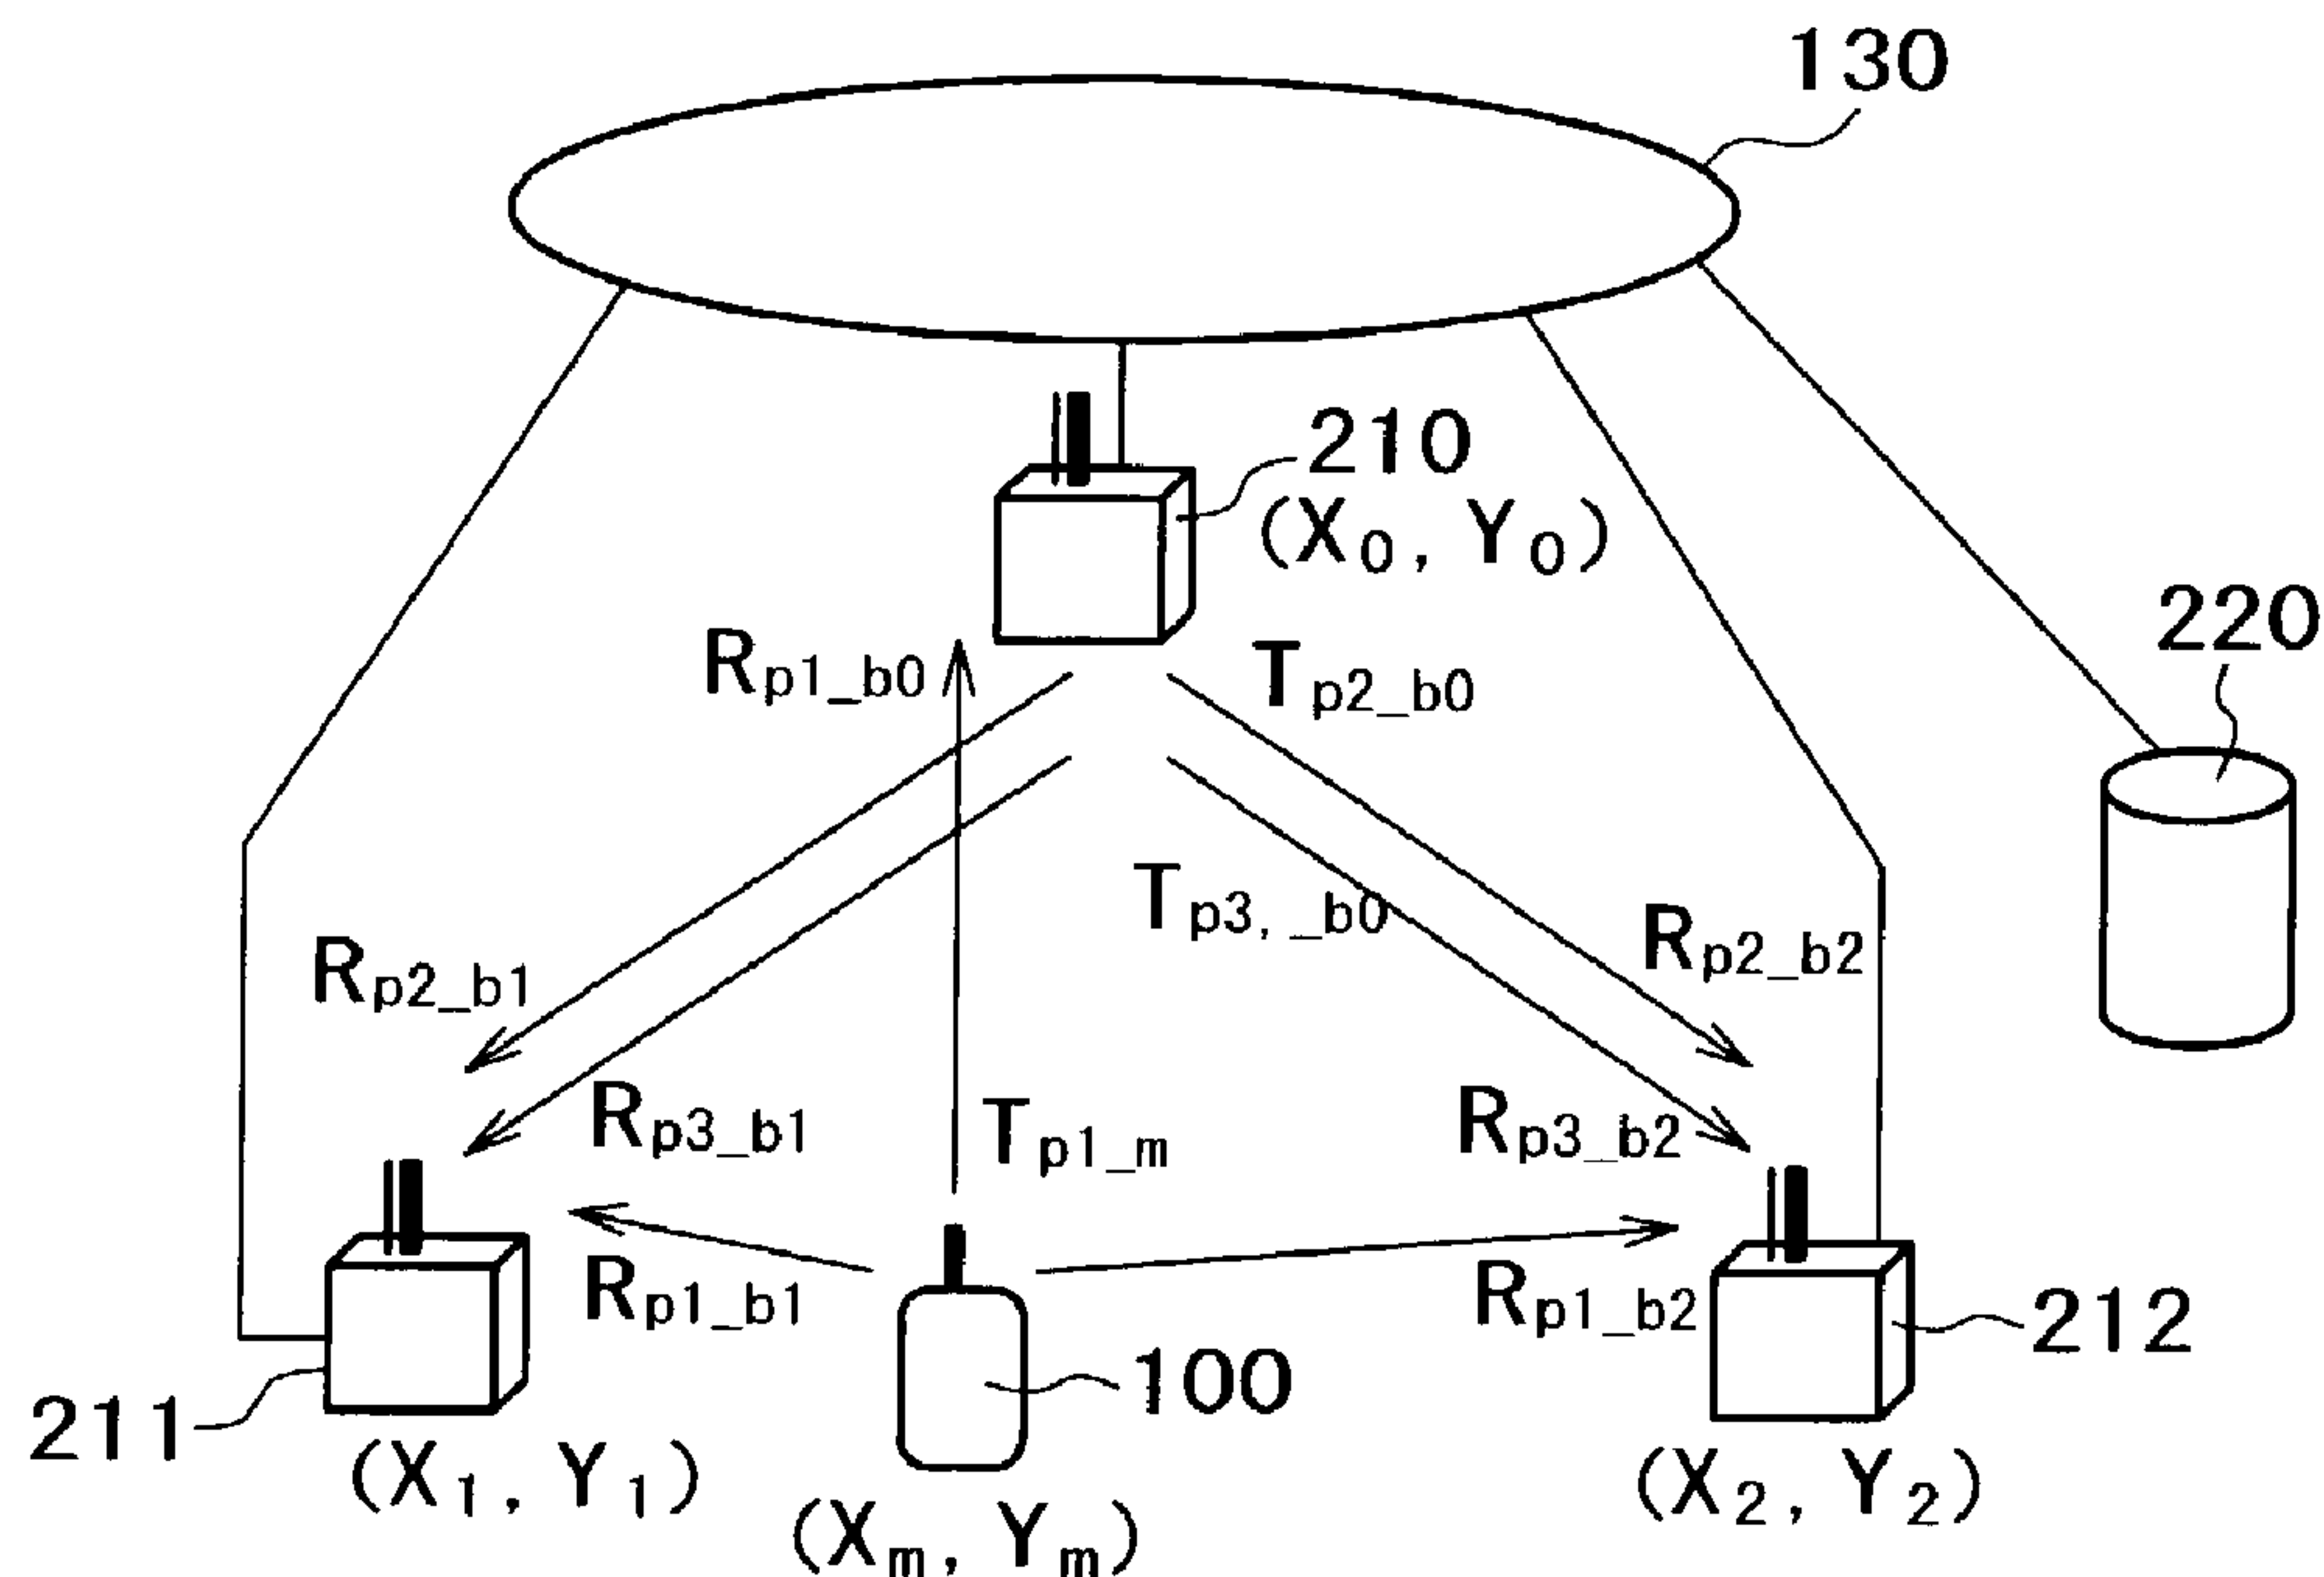 130
210
(X0, Y0)
220
Rp1_b0
Tp2_b0
Tp3,_b0
Rp2_b2
Rp2_b1
Rp3_b1
Tp1_m
Rp3_b2
Rp1_b1
Rp1_b2
212
100
211
(X1, Y1)
(X2, Y2)
(Xm, Ym)